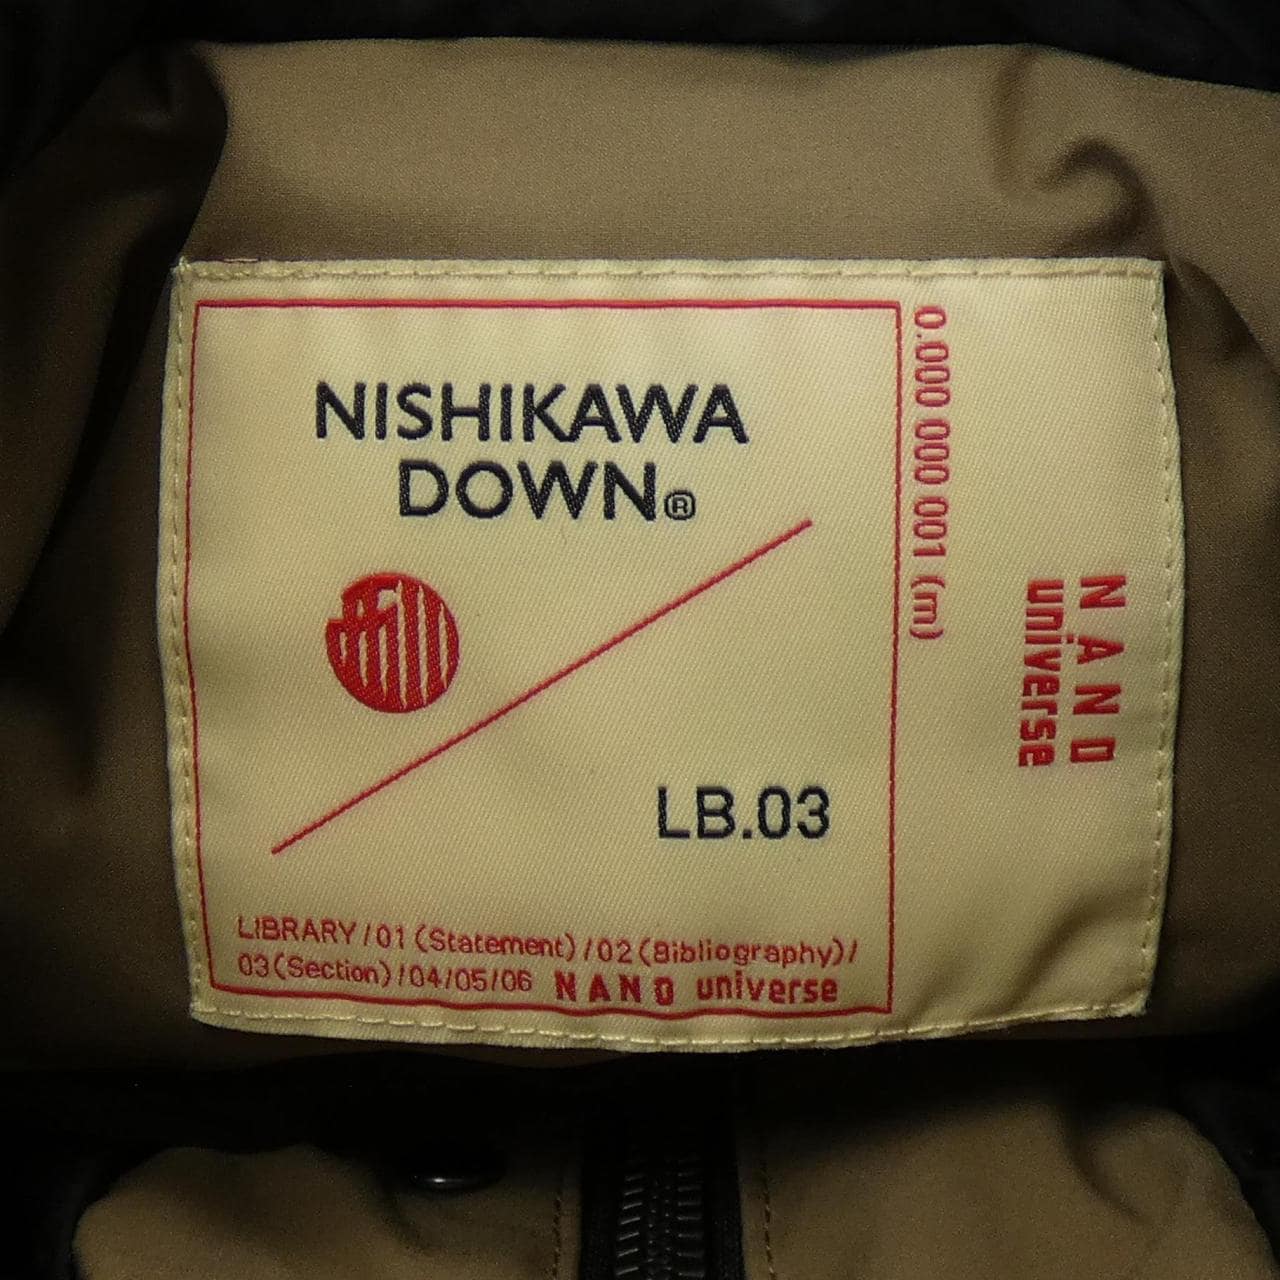 NISHIKAWA
DOWN®
LB.03
LIBRARY/01 (Statement)/02 (Bibliography)/
03 (Section)/04/05/06 NANO universe
0.000 000 001 (m)
NANO
universe